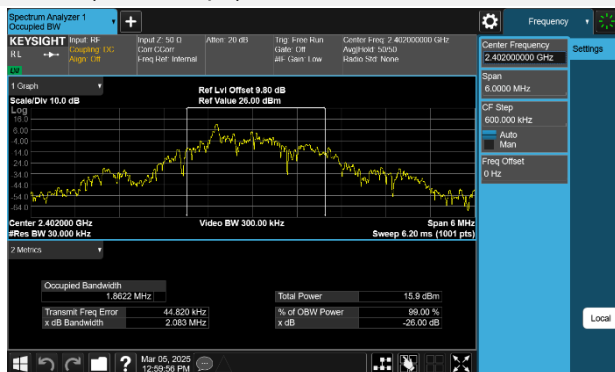 Spectrum Analyzer 1
Occupied BW
+
Frequency
KEYSIGHT
Input: RF
Coupling: DC
Align: Off
Input Z: 50 Ω
Corr CCorr
Freq Ref: Internal
Atten: 20 dB
Trig: Free Run
Gate: Off
#IF Gain: Low
Center Freq: 2.402000000 GHz
Avg|Hold: 50/50
Radio Std: None
R L
LXI
Center Frequency
2.402000000 GHz
Settings
Span
6.0000 MHz
CF Step
600.000 kHz
Auto
Man
Freq Offset
0 Hz
Local
1 Graph
Scale/Div 10.0 dB
Ref Lvl Offset 9.80 dB
Ref Value 26.00 dBm
Log
16.0
6.00
-4.00
-14.0
-24.0
-34.0
-44.0
-54.0
-64.0
Center 2.402000 GHz
#Res BW 30.000 kHz
Video BW 300.00 kHz
Span 6 MHz
Sweep 6.20 ms (1001 pts)
2 Metrics
Occupied Bandwidth
1.8622 MHz
Total Power 15.9 dBm
Transmit Freq Error 44.820 kHz
% of OBW Power 99.00 %
x dB Bandwidth 2.083 MHz
x dB -26.00 dB
?
Mar 05, 2025
12:59:56 PM